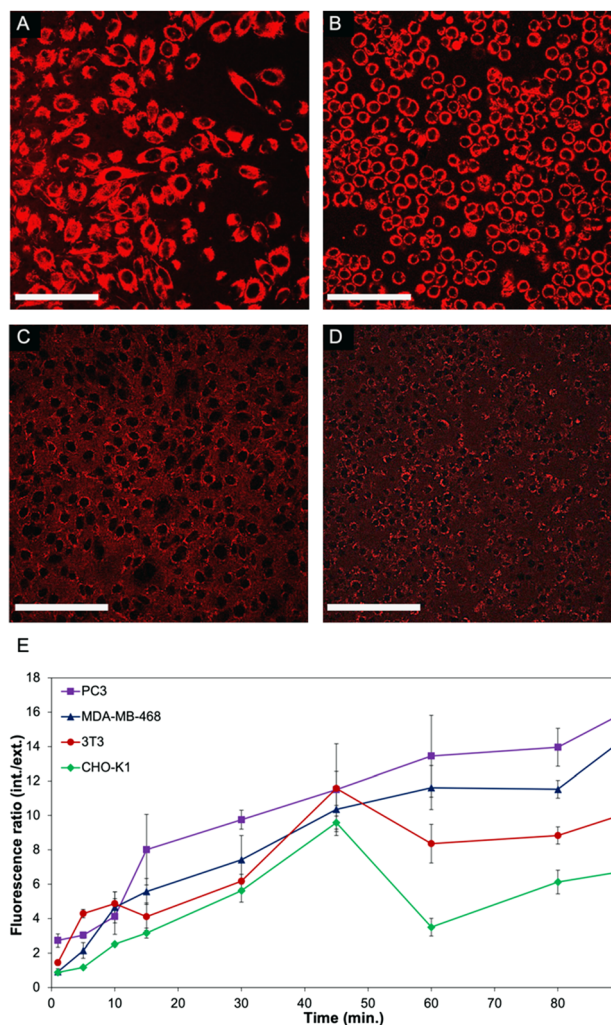 A
B
C
D
E
18
16
14
12
10
8
6
4
2
0
Fluorescence ratio (int./ext.)
PC3
MDA-MB-468
3T3
CHO-K1
0
10
20
30
40
50
60
70
80
Time (min.)